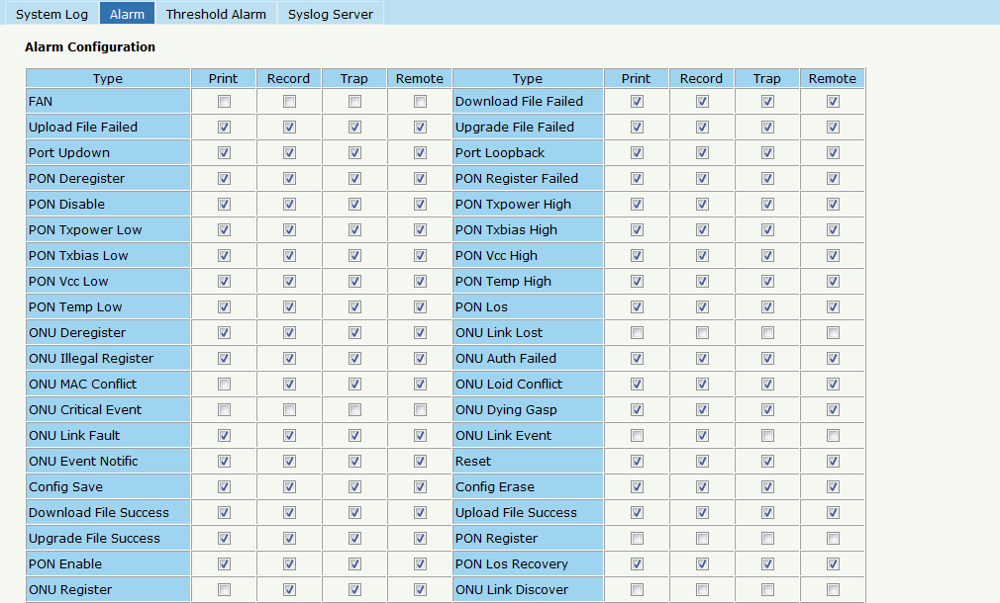 System Log Alarm Threshold Alarm Syslog Server
Alarm Configuration
Type Print Record Trap Remote Type Print Record Trap Remote
FAN Download File Failed
Upload File Failed Upgrade File Failed
Port Updown Port Loopback
PON Deregister PON Register Failed
PON Disable PON Txpower High
PON Txpower Low PON Txbias High
PON Txbias Low PON Vcc High
PON Vcc Low PON Temp High
PON Temp Low PON Los
ONU Deregister ONU Link Lost
ONU Illegal Register ONU Auth Failed
ONU MAC Conflict ONU Loid Conflict
ONU Critical Event ONU Dying Gasp
ONU Link Fault ONU Link Event
ONU Event Notific Reset
Config Save Config Erase
Download File Success Upload File Success
Upgrade File Success PON Register
PON Enable PON Los Recovery
ONU Register ONU Link Discover